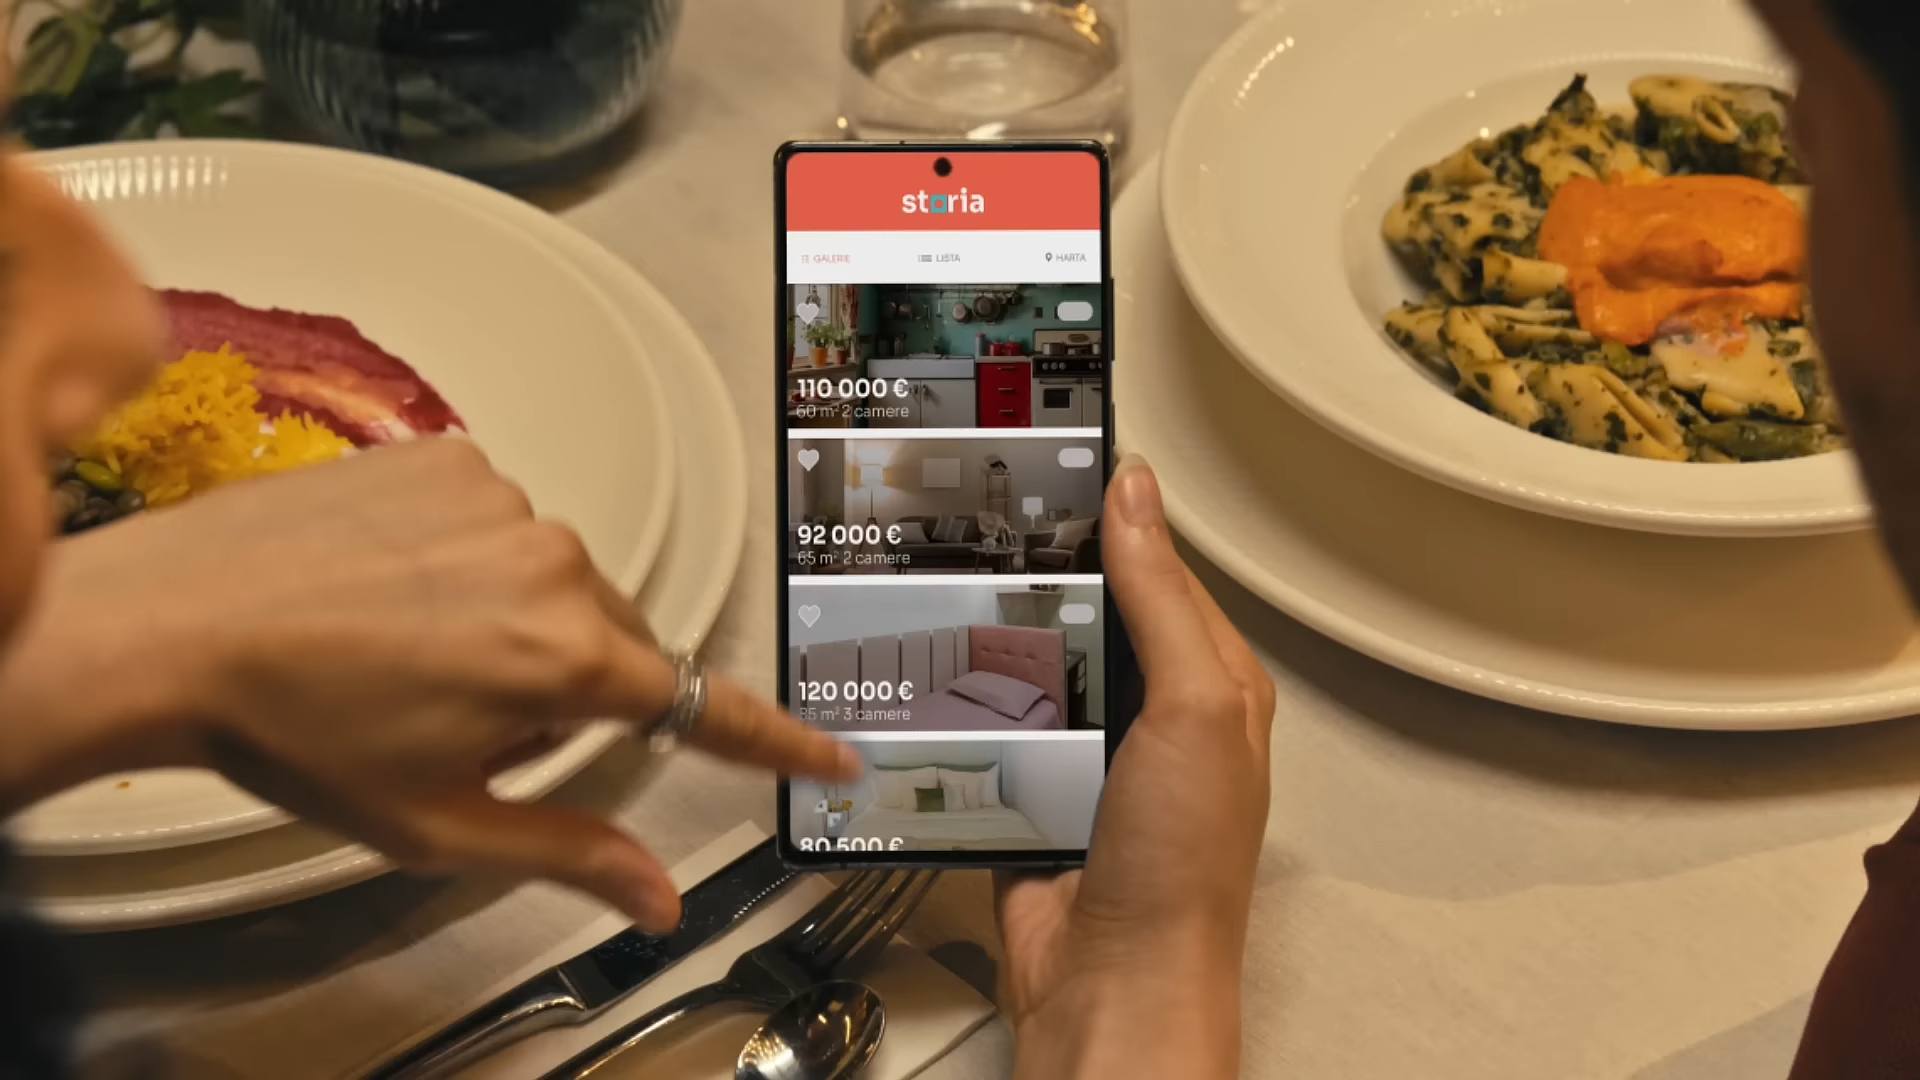 storia
GALERIE LISTA HARTA
110 000 €
60 m² 2 camere
92 000 €
65 m² 2 camere
120 000 €
85 m² 3 camere
80 500 €